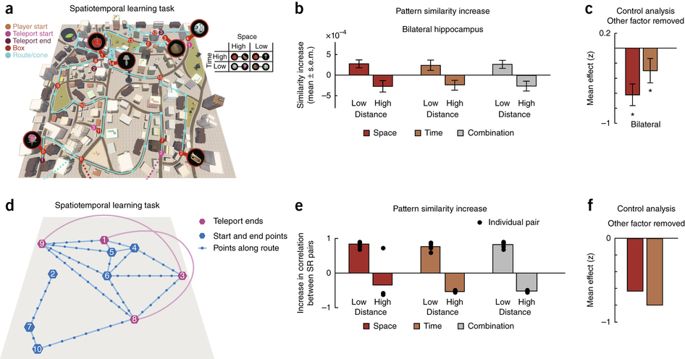 a
Spatiotemporal learning task
Player start
Teleport start
Teleport end
Box
Route/cone
Space
High Low
Time
High
Low
b
Pattern similarity increase
Bilateral hippocampus
×10⁻⁴
Similarity increase
(mean ± s.e.m.)
5
0
–5
Low High Low High Low High
Distance Distance Distance
Space Time Combination
c
Control analysis
Other factor removed
0.2
Mean effect (z)
–1
* *
Bilateral
d
Spatiotemporal learning task
Teleport ends
Start and end points
Points along route
9 1 5 4 6 3 2 7 8 10
e
Pattern similarity increase
Individual pair
Increase in correlation
between SR pairs
1
0
–1
Low High Low High Low High
Distance Distance Distance
Space Time Combination
f
Control analysis
Other factor removed
0
Mean effect (z)
–1